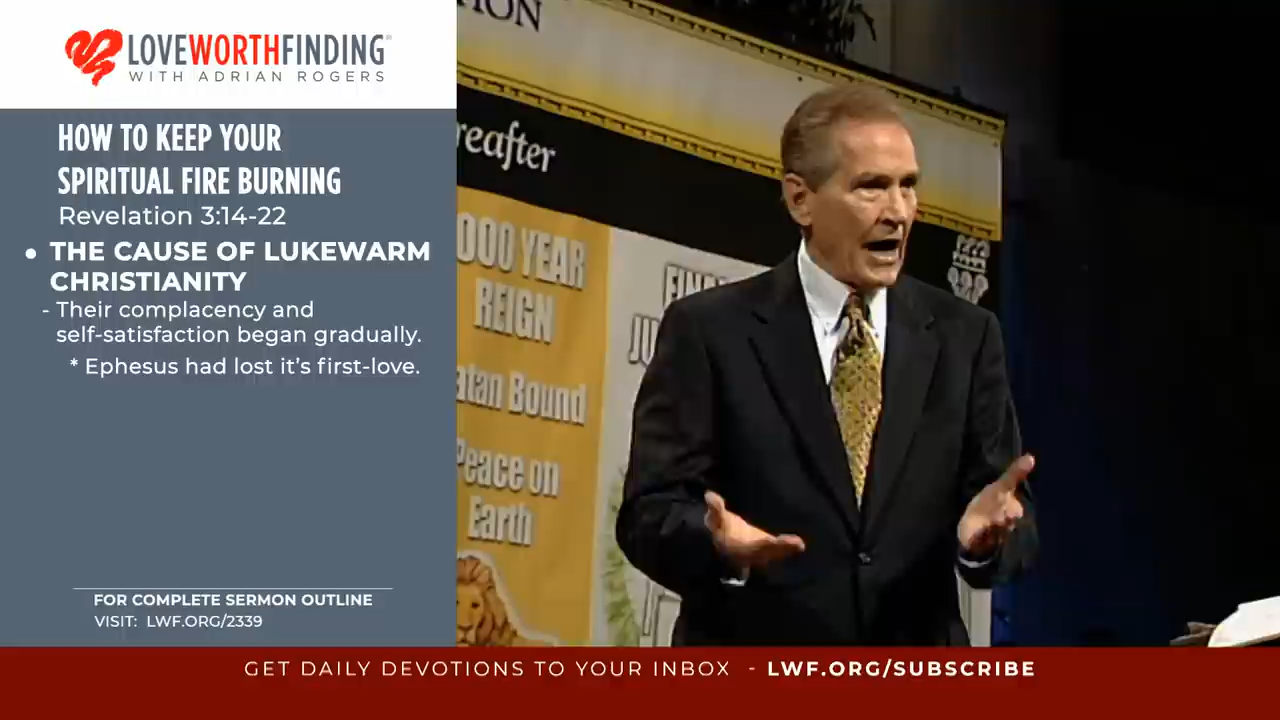 LOVEWORTHFINDING®
WITH ADRIAN ROGERS
HOW TO KEEP YOUR
SPIRITUAL FIRE BURNING
Revelation 3:14-22
• THE CAUSE OF LUKEWARM
CHRISTIANITY
- Their complacency and
self-satisfaction began gradually.
* Ephesus had lost it's first-love.
FOR COMPLETE SERMON OUTLINE
VISIT: LWF.ORG/2339
ION
reafter
000 YEAR
REIGN
atan Bound
Peace on
Earth
FINA
JU
GET DAILY DEVOTIONS TO YOUR INBOX - LWF.ORG/SUBSCRIBE